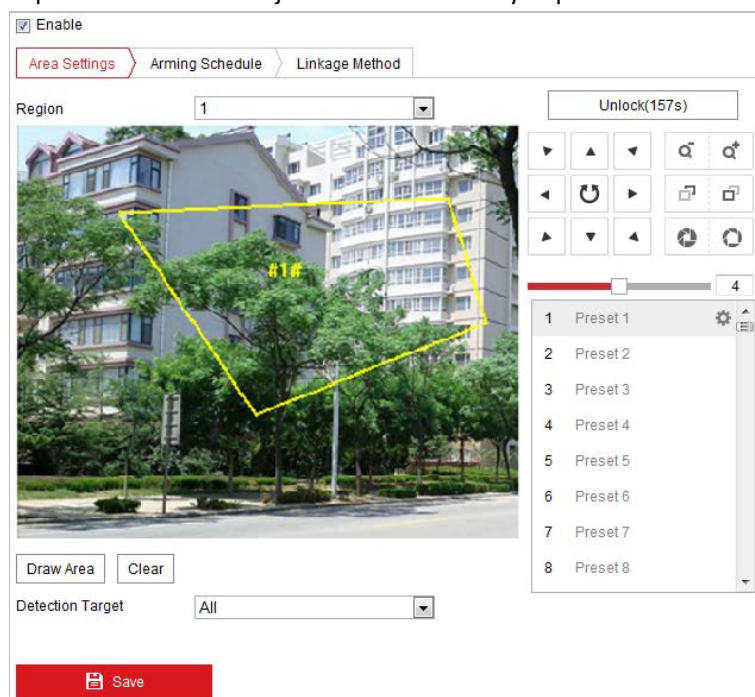 Enable
Area Settings
Arming Schedule
Linkage Method
Region
1
Unlock(157s)
#1#
4
1 Preset 1
2 Preset 2
3 Preset 3
4 Preset 4
5 Preset 5
6 Preset 6
7 Preset 7
8 Preset 8
Draw Area
Clear
Detection Target
All
Save